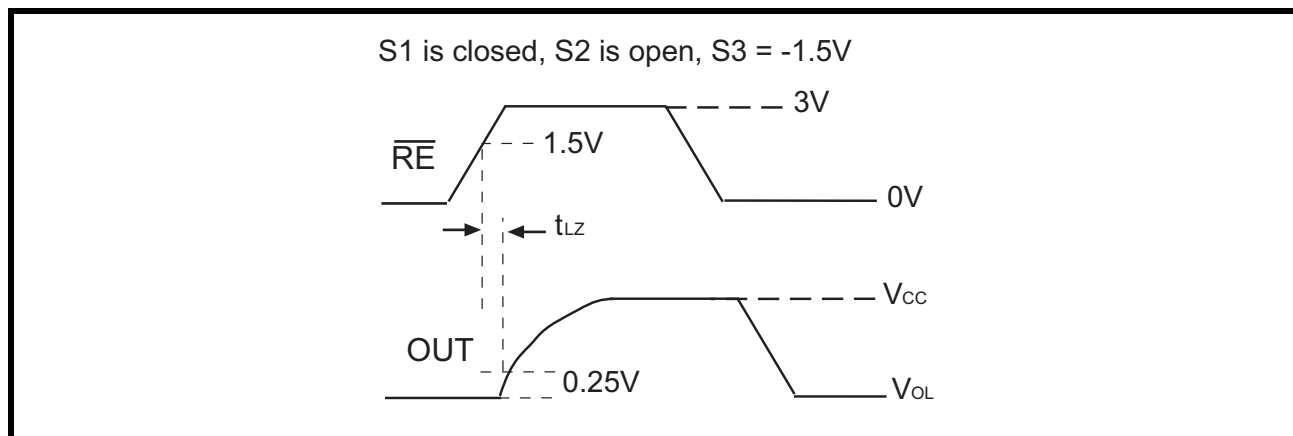 S1 is closed, S2 is open, S3 = -1.5V
3V
1.5V
RE
0V
tLZ
VCC
OUT
0.25V
VOL